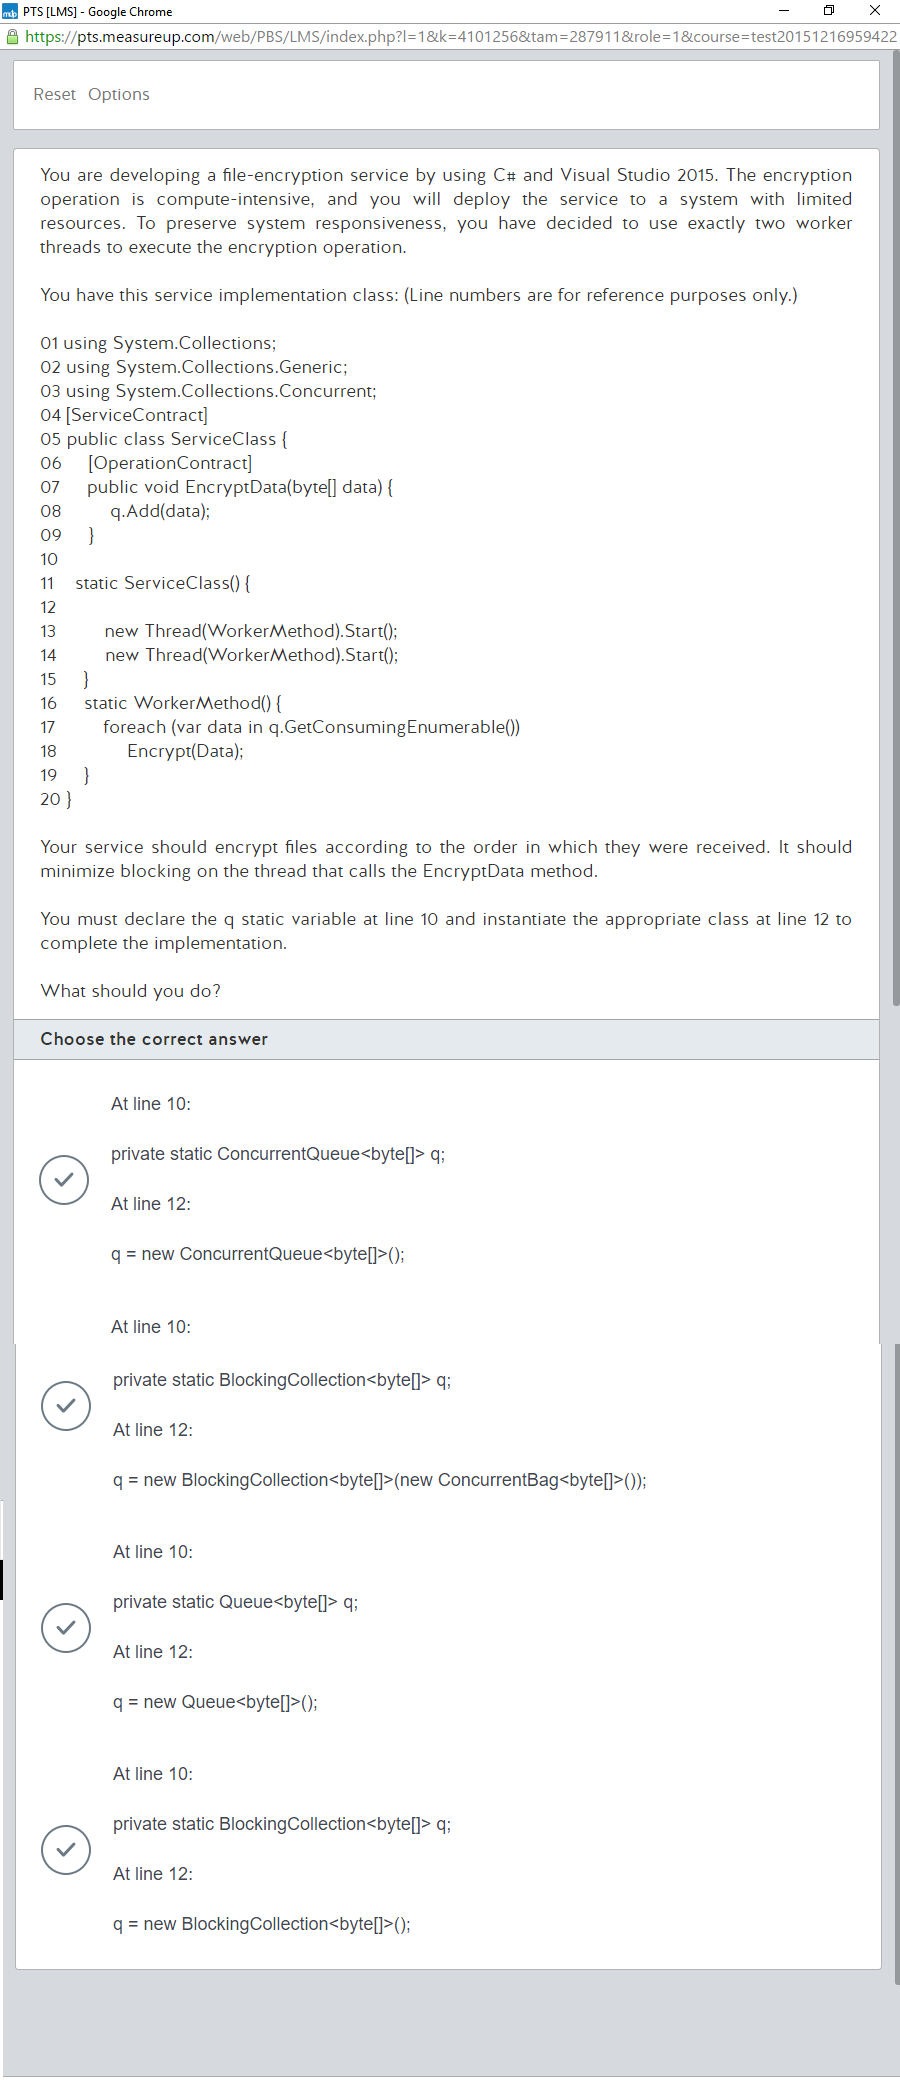 mup PTS [LMS] - Google Chrome
https://pts.measureup.com/web/PBS/LMS/index.php?l=1&k=4101256&tam=287911&role=1&course=test20151216959422
Reset Options
You are developing a file-encryption service by using C# and Visual Studio 2015. The encryption
operation is compute-intensive, and you will deploy the service to a system with limited
resources. To preserve system responsiveness, you have decided to use exactly two worker
threads to execute the encryption operation.
You have this service implementation class: (Line numbers are for reference purposes only.)
01 using System.Collections;
02 using System.Collections.Generic;
03 using System.Collections.Concurrent;
04 [ServiceContract]
05 public class ServiceClass {
06 [OperationContract]
07 public void EncryptData(byte[] data) {
08 q.Add(data);
09 }
10
11 static ServiceClass() {
12
13 new Thread(WorkerMethod).Start();
14 new Thread(WorkerMethod).Start();
15 }
16 static WorkerMethod() {
17 foreach (var data in q.GetConsumingEnumerable())
18 Encrypt(Data);
19 }
20 }
Your service should encrypt files according to the order in which they were received. It should
minimize blocking on the thread that calls the EncryptData method.
You must declare the q static variable at line 10 and instantiate the appropriate class at line 12 to
complete the implementation.
What should you do?
Choose the correct answer
At line 10:
private static ConcurrentQueue<byte[]> q;
At line 12:
q = new ConcurrentQueue<byte[]>();
At line 10:
private static BlockingCollection<byte[]> q;
At line 12:
q = new BlockingCollection<byte[]>(new ConcurrentBag<byte[]>());
At line 10:
private static Queue<byte[]> q;
At line 12:
q = new Queue<byte[]>();
At line 10:
private static BlockingCollection<byte[]> q;
At line 12:
q = new BlockingCollection<byte[]>();